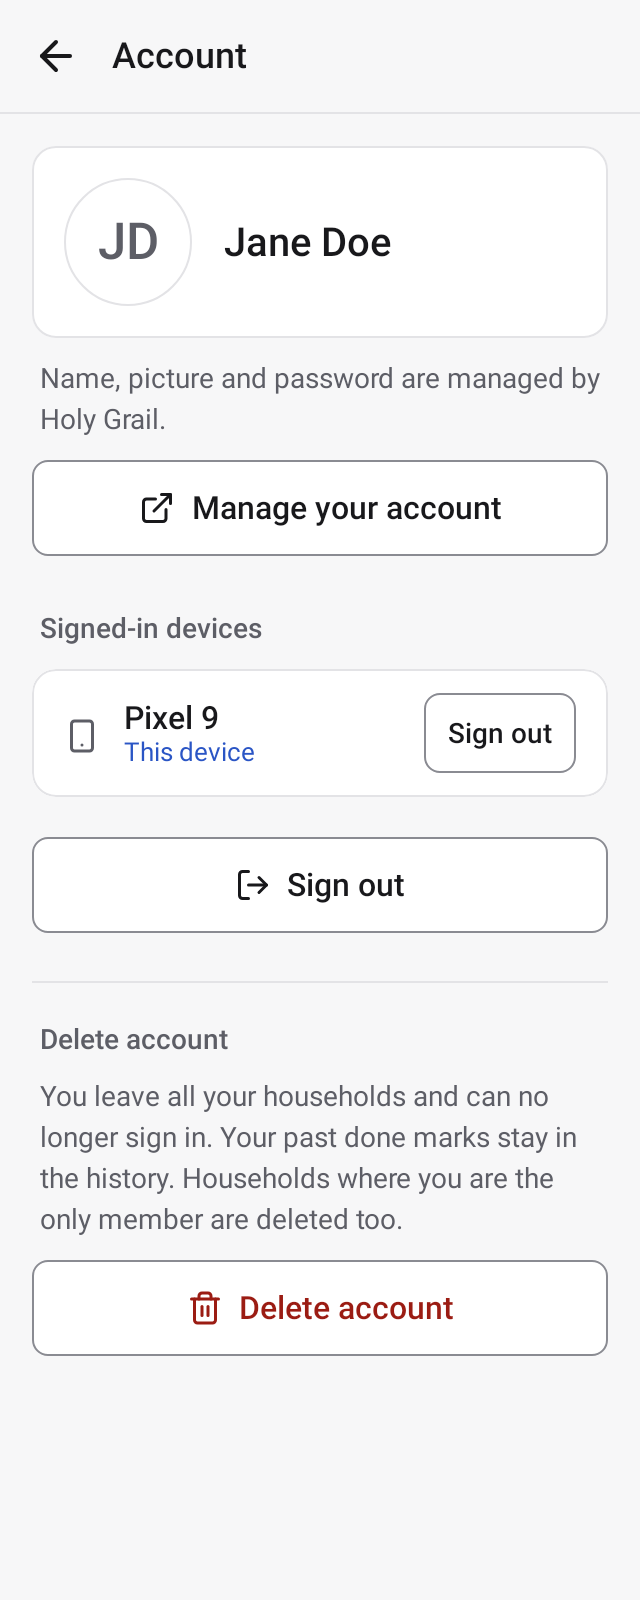 Account
JD
Jane Doe
Name, picture and password are managed by
Holy Grail.
Manage your account
Signed-in devices
Pixel 9
This device
Sign out
Sign out
Delete account
You leave all your households and can no
longer sign in. Your past done marks stay in
the history. Households where you are the
only member are deleted too.
Delete account